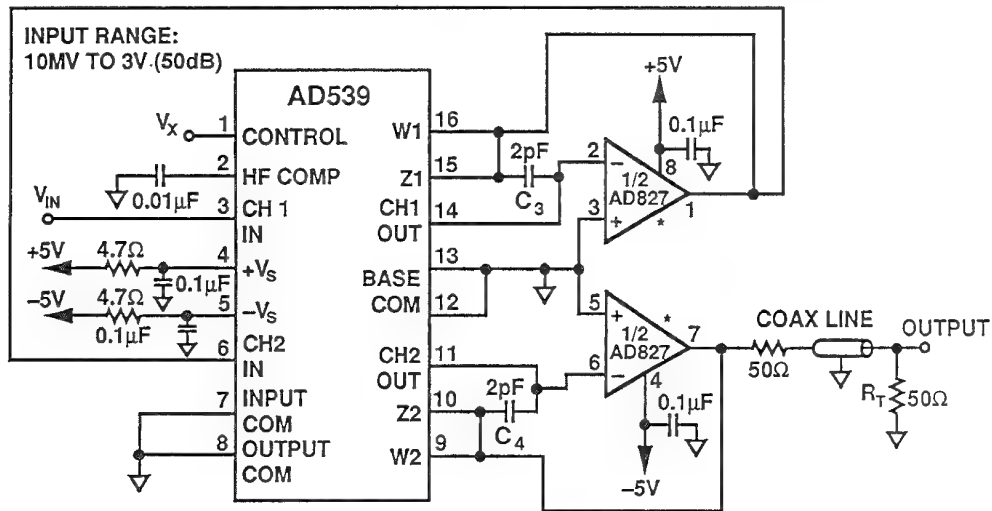 INPUT RANGE:
10MV TO 3V (50dB)
AD539
VX
1
CONTROL
2
HF COMP
0.01µF
VIN
3
CH 1
IN
+5V
4.7Ω
4
+VS
0.1µF
–5V
4.7Ω
5
–VS
0.1µF
6
CH2
IN
7
INPUT
COM
8
OUTPUT
COM
W1
16
Z1
15
2pF
C3
CH1
OUT
14
13
BASE
COM
12
CH2
OUT
11
Z2
10
2pF
C4
W2
9
+5V
0.1µF
8
2
–
1/2
AD827
3
+
*
1
5
+
*
1/2
AD827
6
–
7
4
0.1µF
–5V
COAX LINE
50Ω
OUTPUT
RT
50Ω